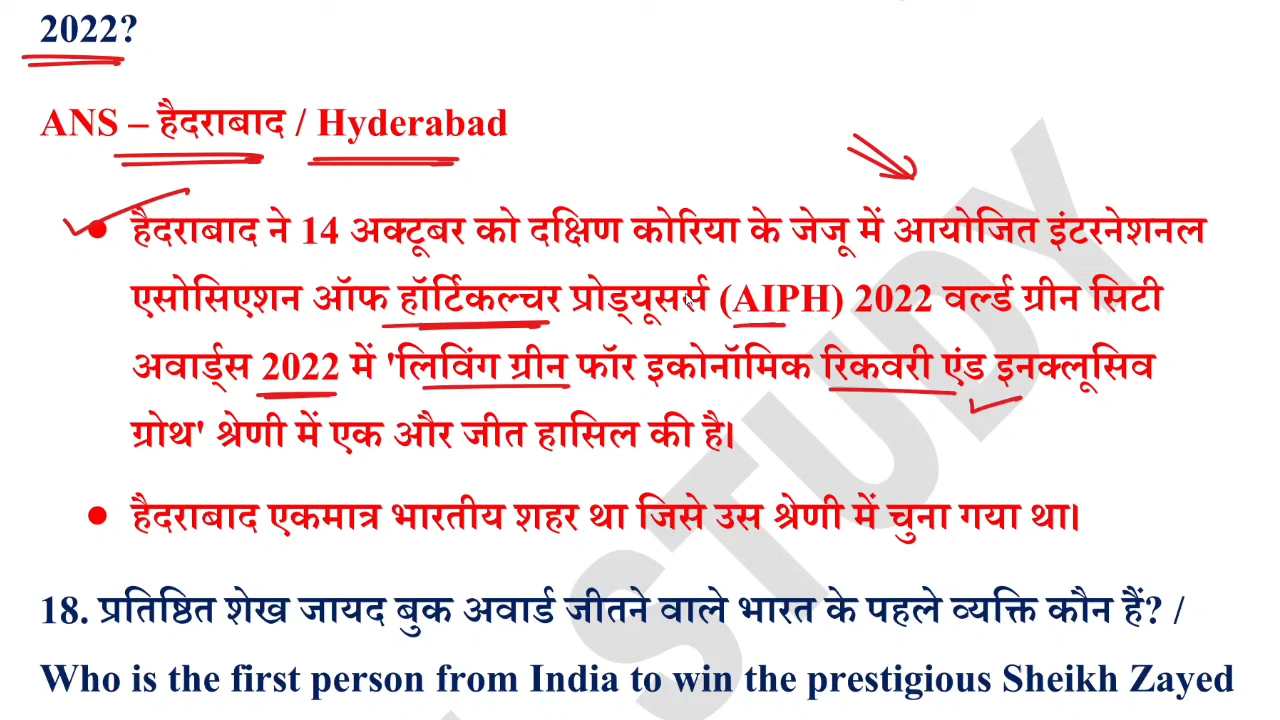 2022?
ANS – हैदराबाद / Hyderabad
● हैदराबाद ने 14 अक्टूबर को दक्षिण कोरिया के जेजू में आयोजित इंटरनेशनल
एसोसिएशन ऑफ हॉर्टिकल्चर प्रोड्यूसर्स (AIPH) 2022 वर्ल्ड ग्रीन सिटी
अवार्ड्स 2022 में 'लिविंग ग्रीन फॉर इकोनॉमिक रिकवरी एंड इनक्लूसिव
ग्रोथ' श्रेणी में एक और जीत हासिल की है।
● हैदराबाद एकमात्र भारतीय शहर था जिसे उस श्रेणी में चुना गया था।
18. प्रतिष्ठित शेख जायद बुक अवार्ड जीतने वाले भारत के पहले व्यक्ति कौन हैं? /
Who is the first person from India to win the prestigious Sheikh Zayed
STUDY